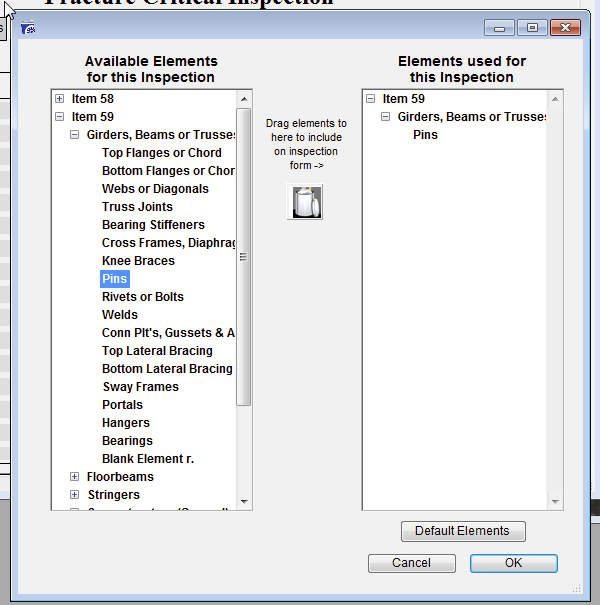 Fracture Critical Inspection
Available Elements
for this Inspection
Elements used for
this Inspection
Item 58
Item 59
Girders, Beams or Trusses
Top Flanges or Chord
Bottom Flanges or Chor
Webs or Diagonals
Truss Joints
Bearing Stiffeners
Cross Frames, Diaphrag
Knee Braces
Pins
Rivets or Bolts
Welds
Conn Plt's, Gussets & A
Top Lateral Bracing
Bottom Lateral Bracing
Sway Frames
Portals
Hangers
Bearings
Blank Element r.
Floorbeams
Stringers
Drag elements to
here to include
on inspection
form ->
Item 59
Girders, Beams or Trusses
Pins
Default Elements
Cancel
OK